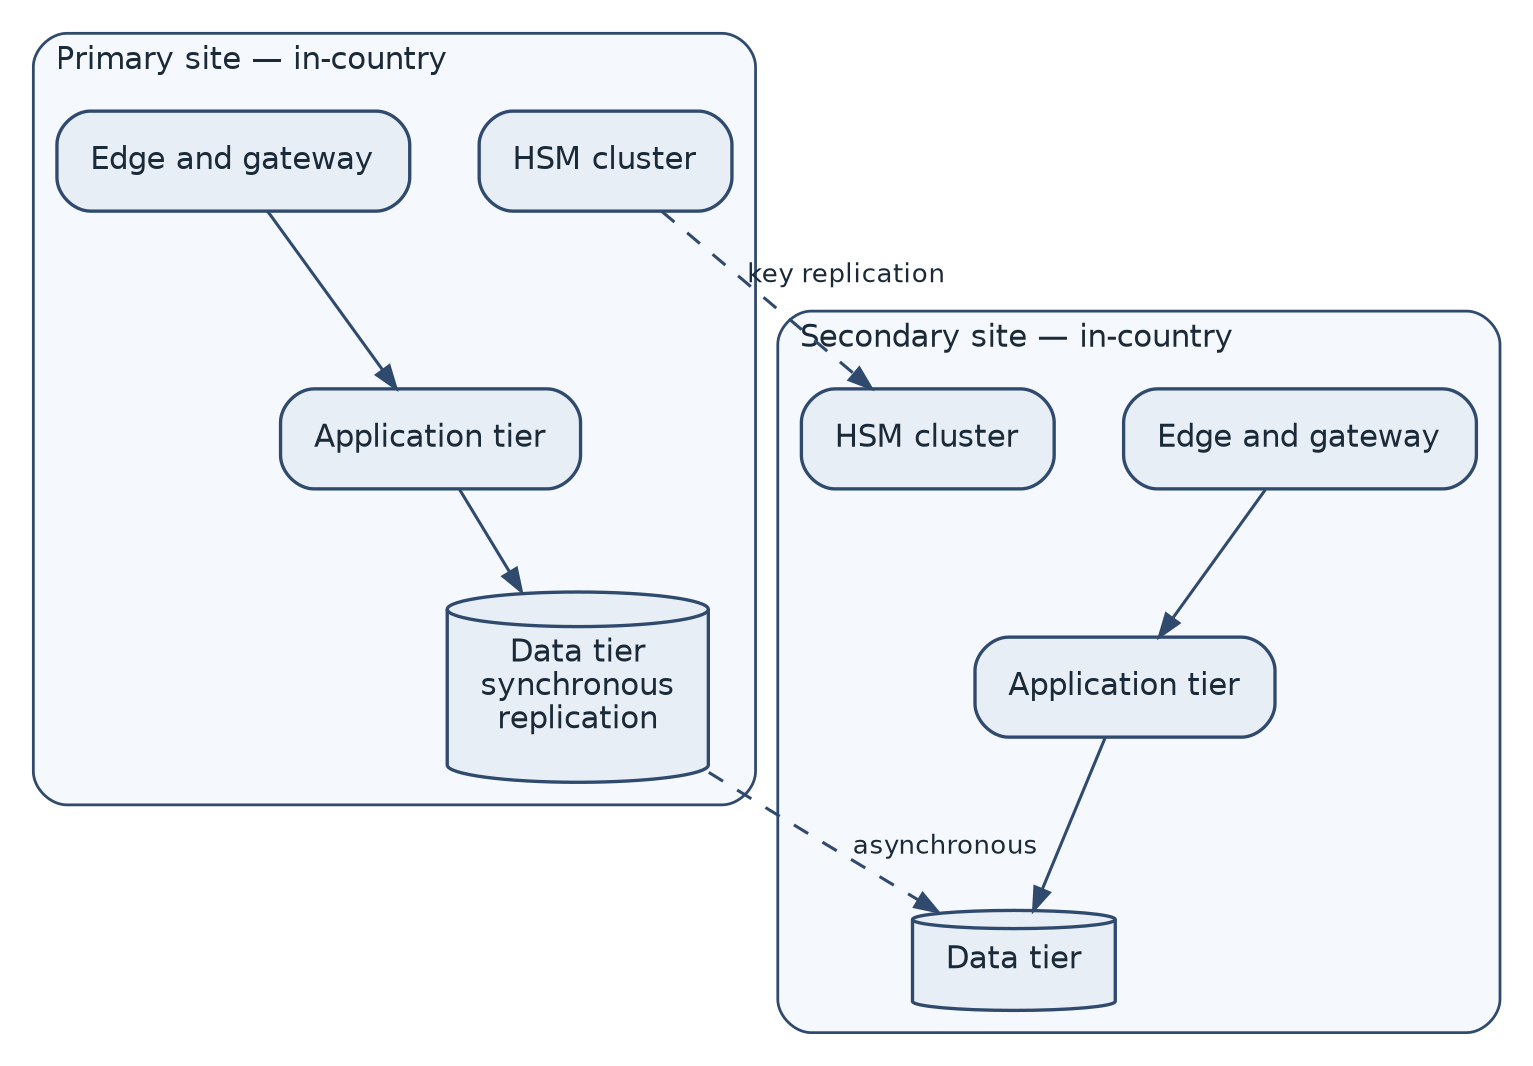 Primary site — in-country
Edge and gateway
HSM cluster
key replication
Secondary site — in-country
Application tier
HSM cluster
Edge and gateway
Data tier
synchronous
replication
Application tier
asynchronous
Data tier